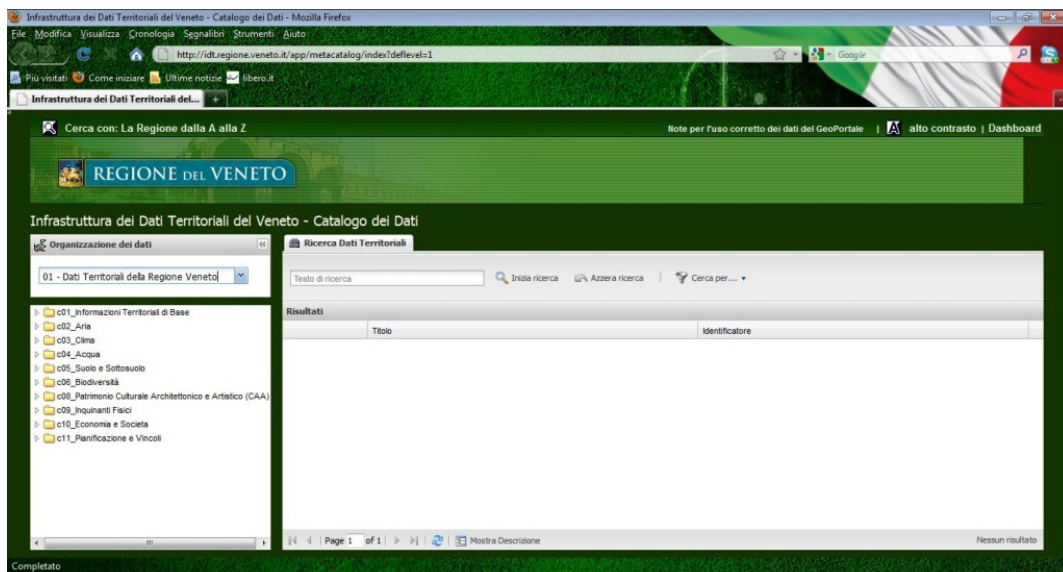 Infrastruttura dei Dati Territoriali del Veneto - Catalogo dei Dati - Mozilla Firefox
File Modifica Visualizza Cronologia Segnalibri Strumenti Aiuto
http://idt.regione.veneto.it/app/metacatalog/index?deflevel=1
Google
Più visitati Come iniziare Ultime notizie libero.it
Infrastruttura dei Dati Territoriali del...
Cerca con: La Regione dalla A alla Z
Note per l'uso corretto dei dati del GeoPortale | alto contrasto | Dashboard
REGIONE DEL VENETO
Infrastruttura dei Dati Territoriali del Veneto - Catalogo dei Dati
Organizzazione dei dati
Ricerca Dati Territoriali
01 - Dati Territoriali della Regione Veneto
Testo di ricerca
Inizia ricerca
Azzera ricerca
Cerca per...
c01_Informazioni Territoriali di Base
c02_Aria
c03_Clima
c04_Acqua
c05_Suolo e Sottosuolo
c06_Biodiversità
c08_Patrimonio Culturale Architettonico e Artistico (CAA)
c09_Inquinanti Fisici
c10_Economia e Societa
c11_Pianificazione e Vincoli
Risultati
Titolo
Identificatore
Page 1 of 1
Mostra Descrizione
Nessun risultato
Completato